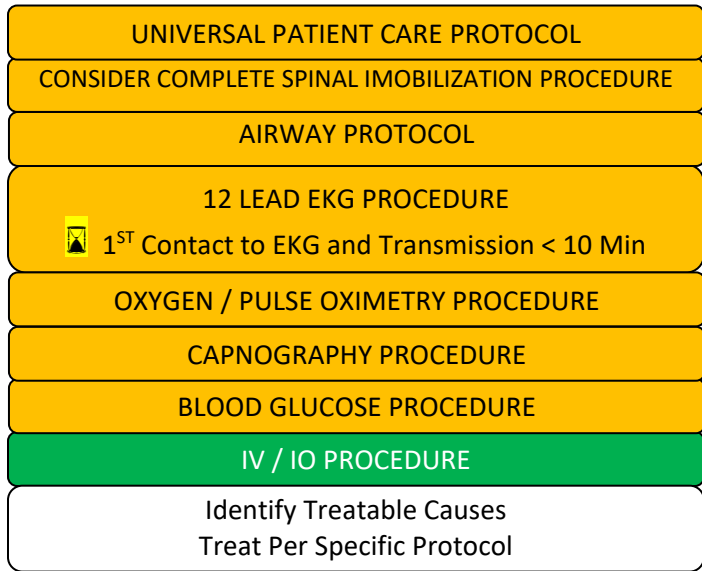 UNIVERSAL PATIENT CARE PROTOCOL
CONSIDER COMPLETE SPINAL IMOBILIZATION PROCEDURE
AIRWAY PROTOCOL
12 LEAD EKG PROCEDURE
1ST Contact to EKG and Transmission < 10 Min
OXYGEN / PULSE OXIMETRY PROCEDURE
CAPNOGRAPHY PROCEDURE
BLOOD GLUCOSE PROCEDURE
IV / IO PROCEDURE
Identify Treatable Causes
Treat Per Specific Protocol